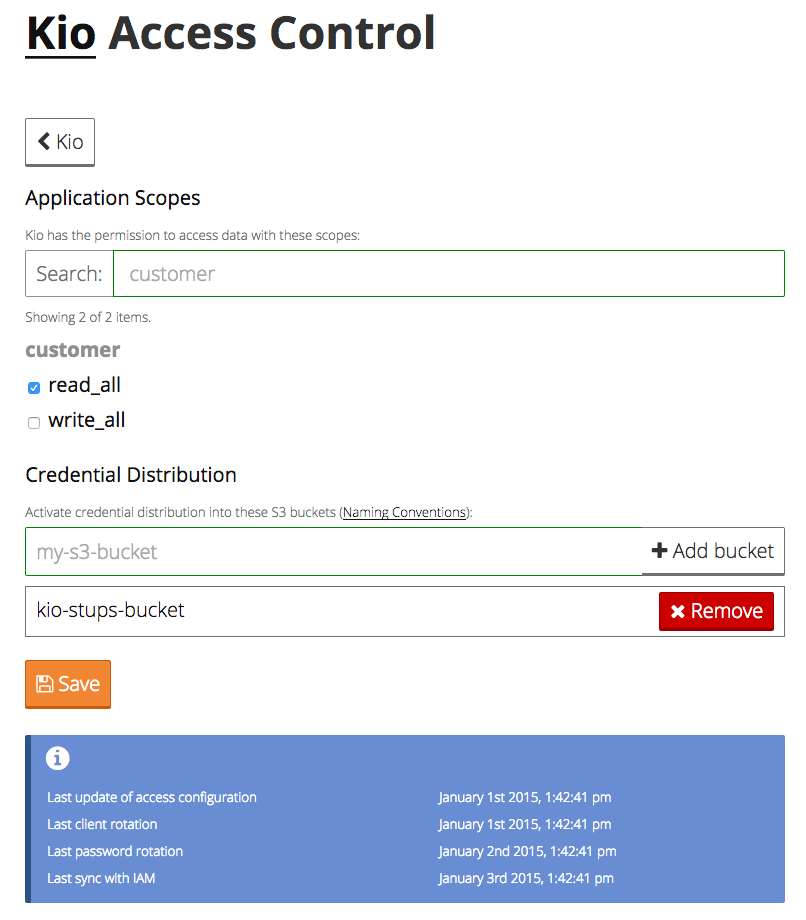 Kio Access Control
Kio
Application Scopes
Kio has the permission to access data with these scopes:
Search: customer
Showing 2 of 2 items.
customer
read_all
write_all
Credential Distribution
Activate credential distribution into these S3 buckets (Naming Conventions):
my-s3-bucket Add bucket
kio-stups-bucket Remove
Save
Last update of access configuration January 1st 2015, 1:42:41 pm
Last client rotation January 1st 2015, 1:42:41 pm
Last password rotation January 2nd 2015, 1:42:41 pm
Last sync with IAM January 3rd 2015, 1:42:41 pm